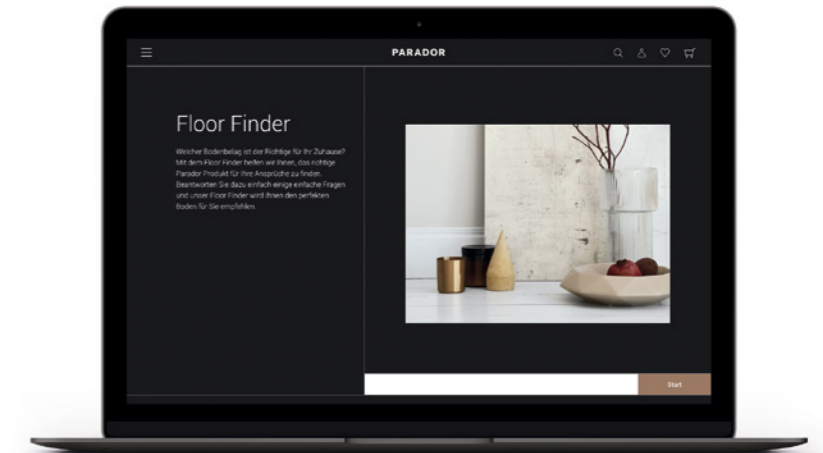 PARADOR
Floor Finder
Welcher Bodenbelag ist der Richtige für Ihr Zuhause?
Mit dem Floor Finder helfen wir Ihnen, das richtige
Parador Produkt für Ihre Ansprüche zu finden.
Beantworten Sie dazu einfach einige einfache Fragen
und unser Floor Finder wird Ihnen den perfekten
Boden für Sie empfehlen.
Start